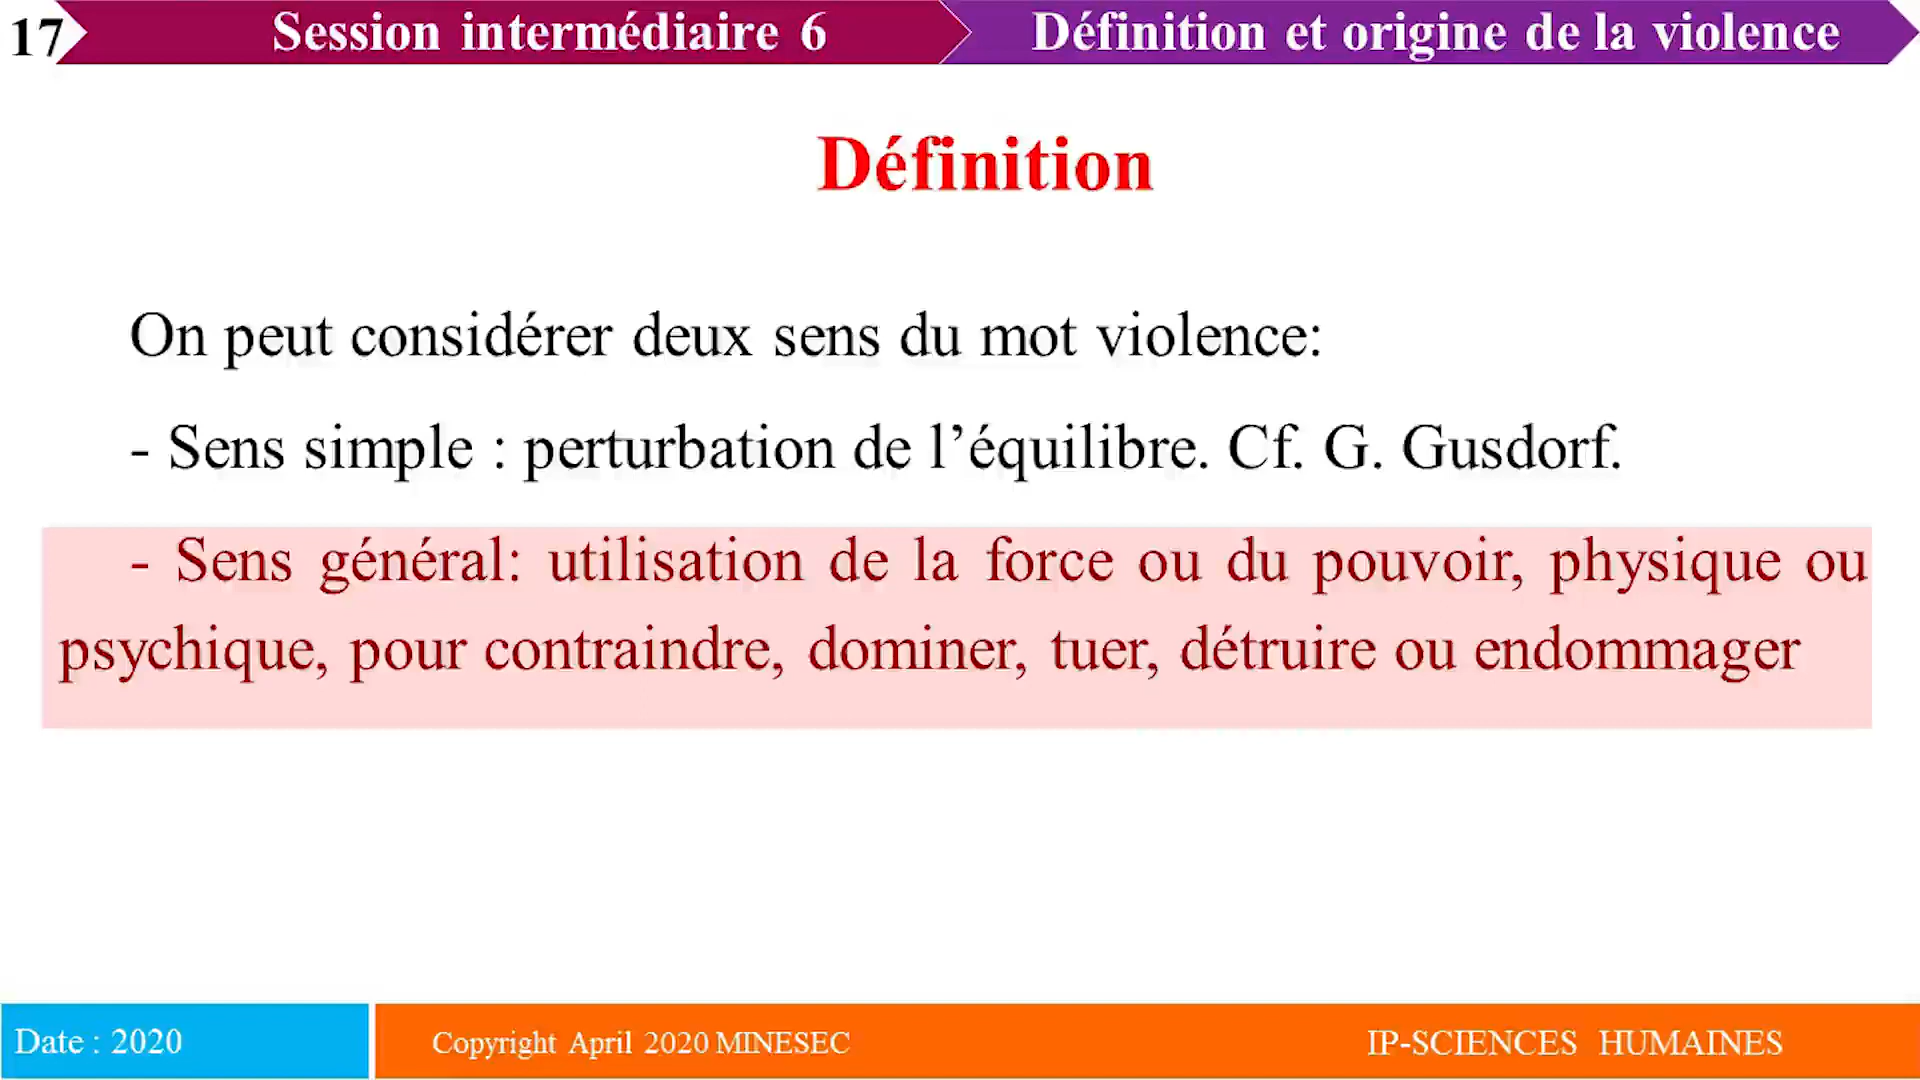 17 Session intermédiaire 6 Définition et origine de la violence
Définition
On peut considérer deux sens du mot violence:
- Sens simple : perturbation de l’équilibre. Cf. G. Gusdorf.
- Sens général: utilisation de la force ou du pouvoir, physique ou
psychique, pour contraindre, dominer, tuer, détruire ou endommager
Date : 2020 Copyright April 2020 MINESEC IP-SCIENCES HUMAINES